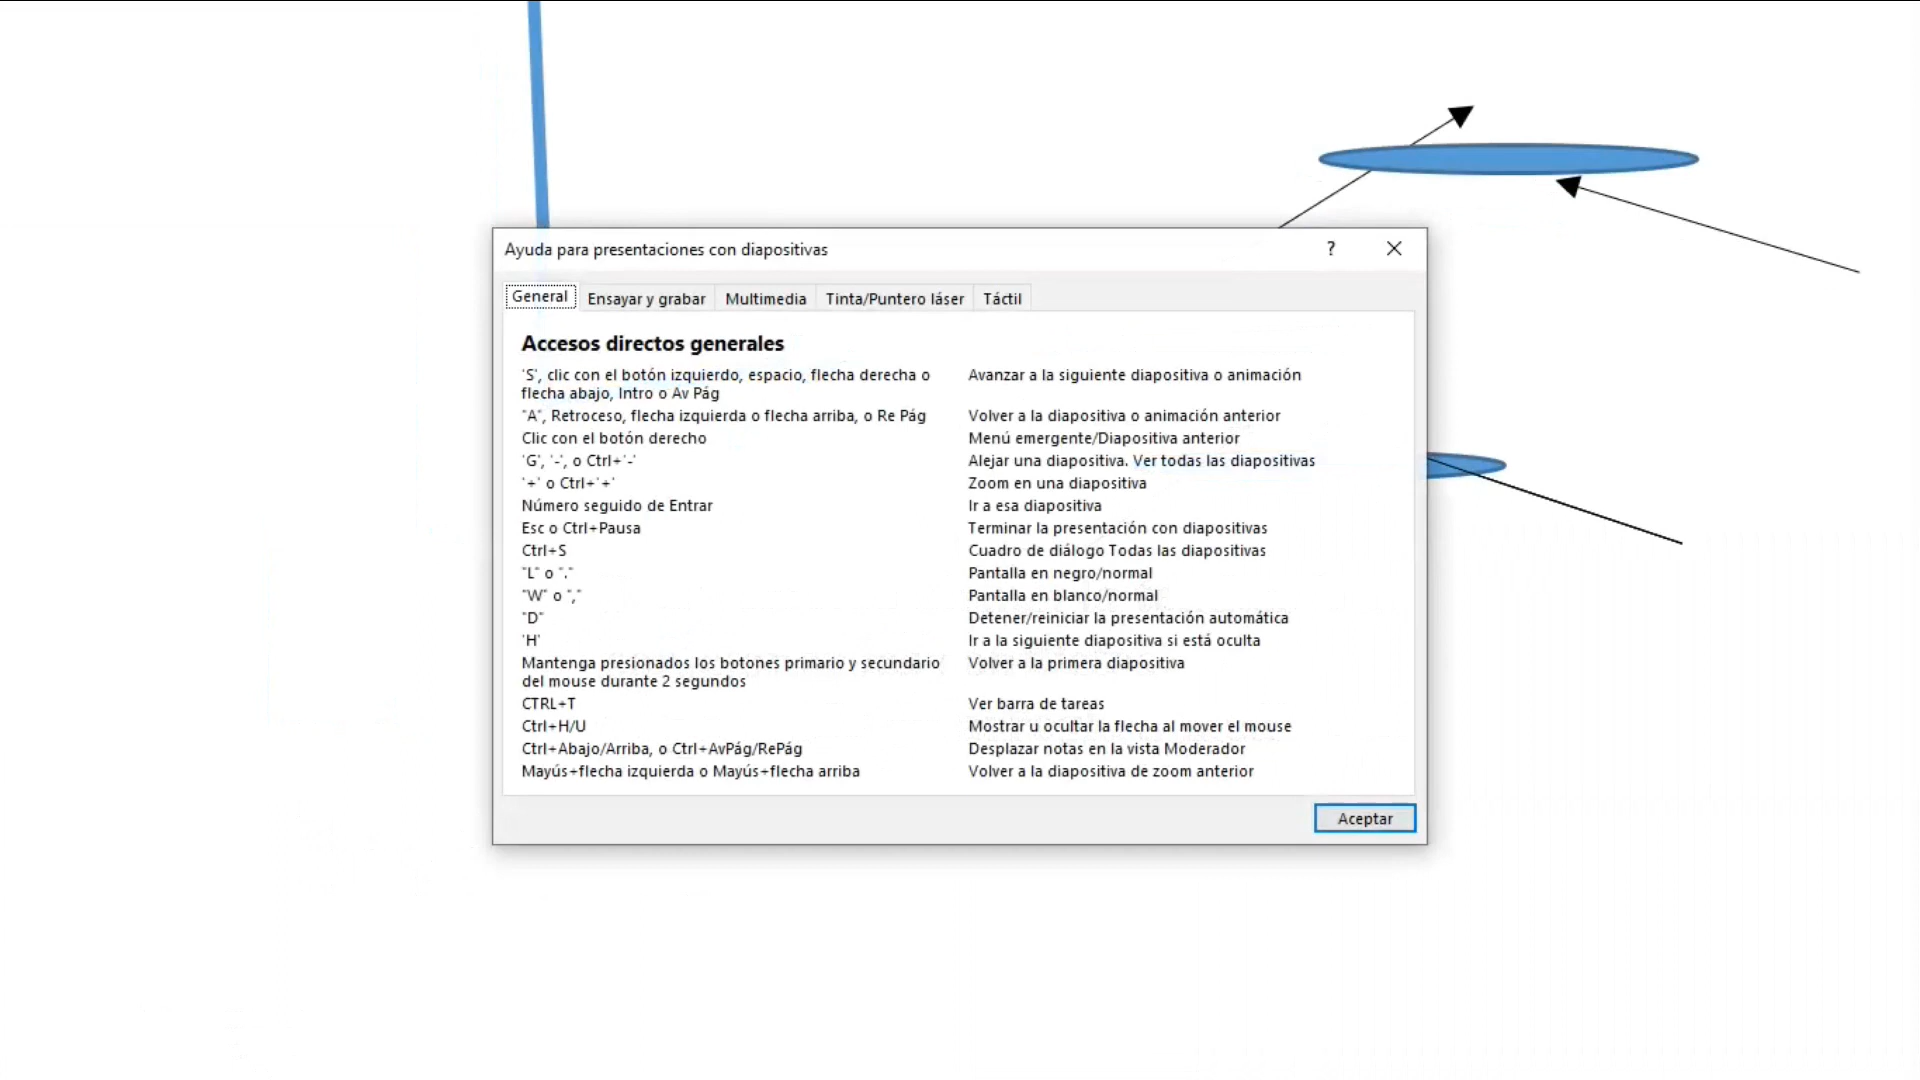 Ayuda para presentaciones con diapositivas
?
General Ensayar y grabar Multimedia Tinta/Puntero láser Táctil
Accesos directos generales
'S', clic con el botón izquierdo, espacio, flecha derecha o Avanzar a la siguiente diapositiva o animación
flecha abajo, Intro o Av Pág
"A", Retroceso, flecha izquierda o flecha arriba, o Re Pág Volver a la diapositiva o animación anterior
Clic con el botón derecho Menú emergente/Diapositiva anterior
'G', '-', o Ctrl+'-' Alejar una diapositiva. Ver todas las diapositivas
'+' o Ctrl+'+' Zoom en una diapositiva
Número seguido de Entrar Ir a esa diapositiva
Esc o Ctrl+Pausa Terminar la presentación con diapositivas
Ctrl+S Cuadro de diálogo Todas las diapositivas
"L" o "." Pantalla en negro/normal
"W" o "," Pantalla en blanco/normal
"D" Detener/reiniciar la presentación automática
'H' Ir a la siguiente diapositiva si está oculta
Mantenga presionados los botones primario y secundario Volver a la primera diapositiva
del mouse durante 2 segundos
CTRL+T Ver barra de tareas
Ctrl+H/U Mostrar u ocultar la flecha al mover el mouse
Ctrl+Abajo/Arriba, o Ctrl+AvPág/RePág Desplazar notas en la vista Moderador
Mayús+flecha izquierda o Mayús+flecha arriba Volver a la diapositiva de zoom anterior
Aceptar